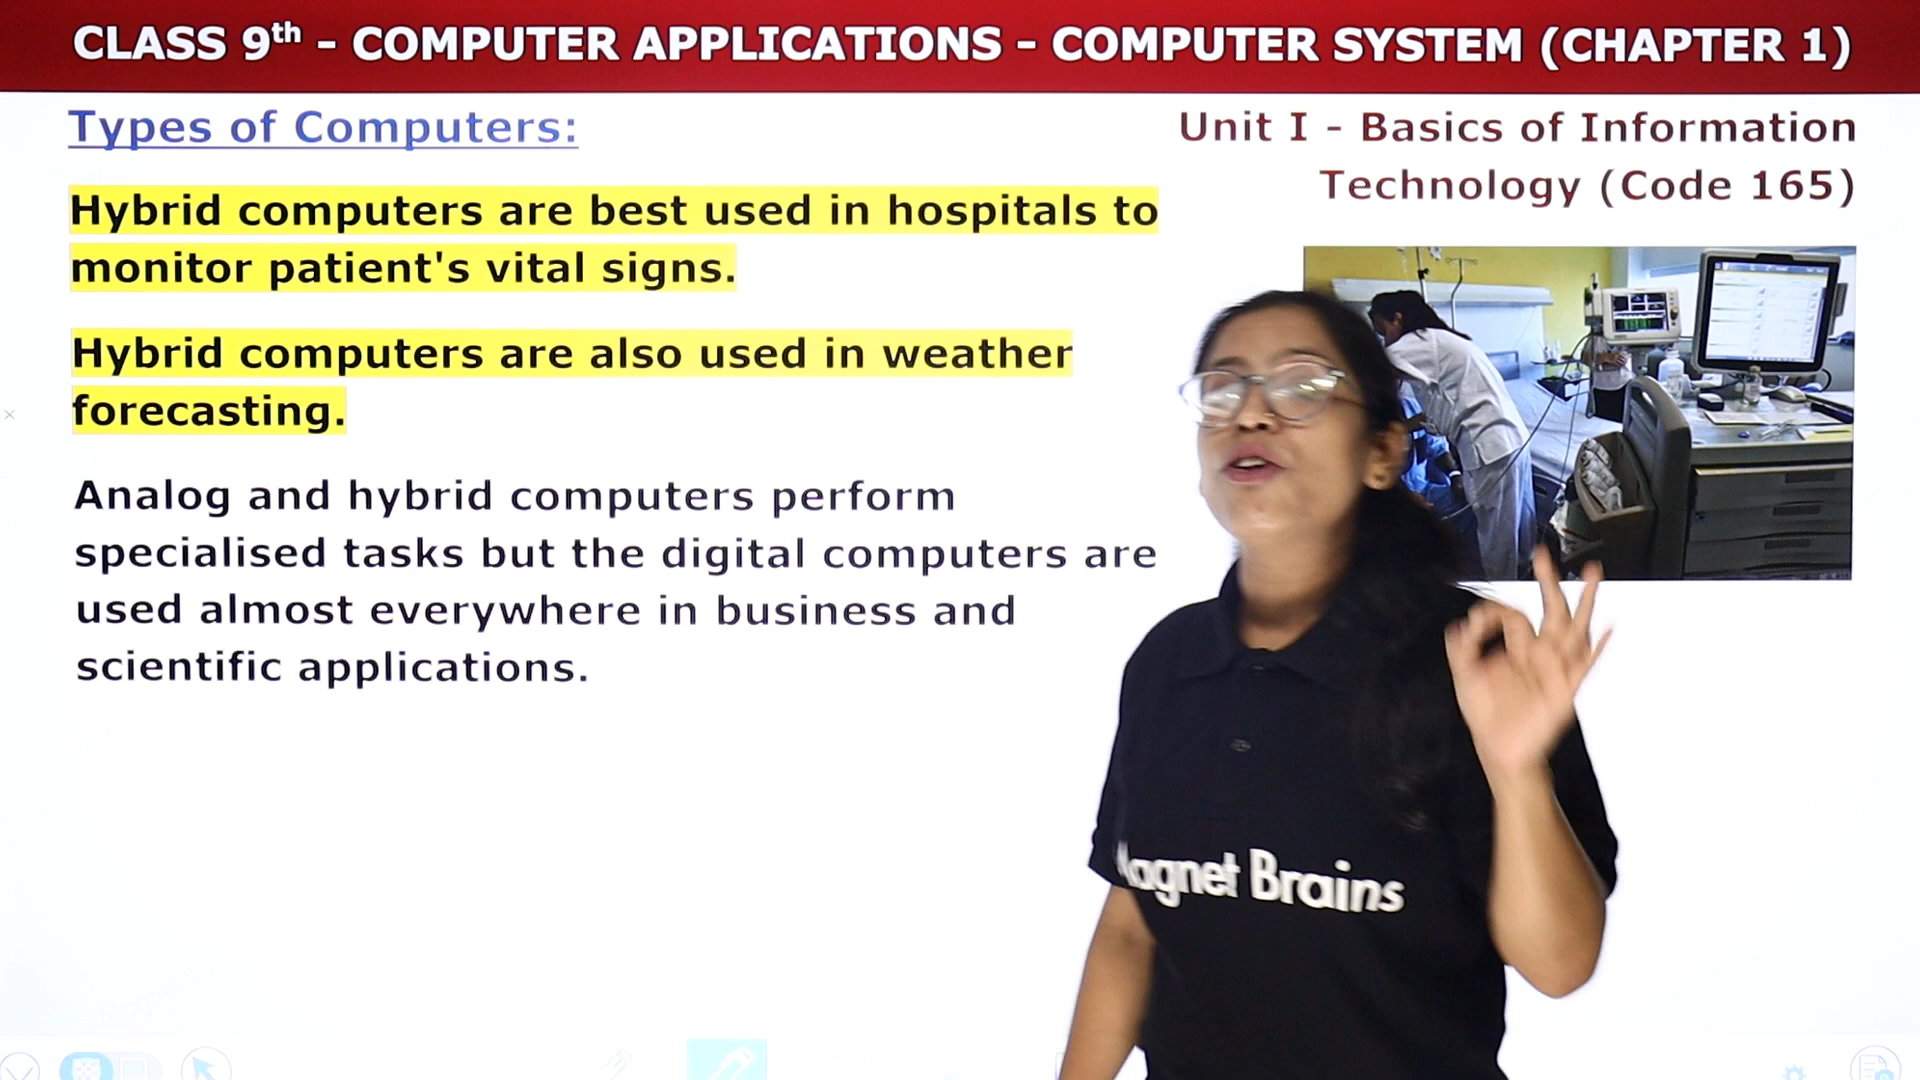 CLASS 9th - COMPUTER APPLICATIONS - COMPUTER SYSTEM (CHAPTER 1)
Types of Computers:
Unit I - Basics of Information
Technology (Code 165)
Hybrid computers are best used in hospitals to
monitor patient's vital signs.
Hybrid computers are also used in weather
forecasting.
Analog and hybrid computers perform
specialised tasks but the digital computers are
used almost everywhere in business and
scientific applications.
Magnet Brains